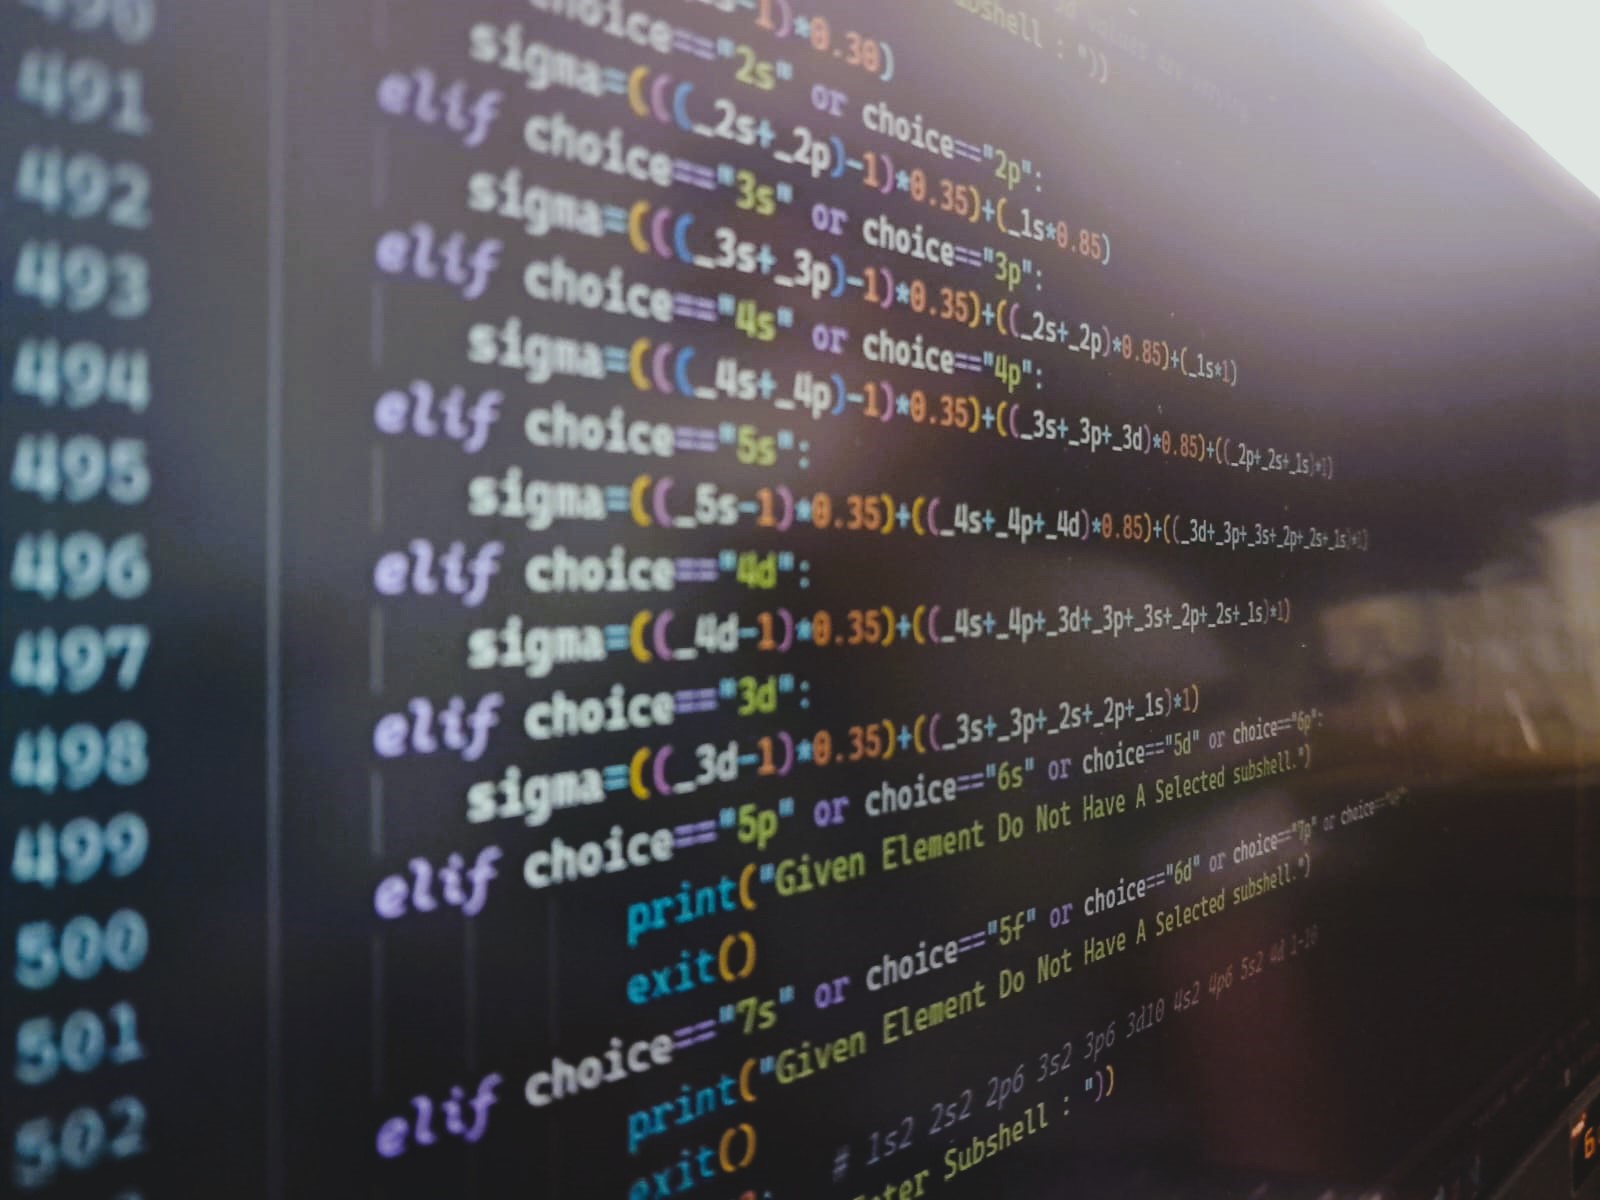 490 s-1)*0.30)
ubshell : "))
491 choice=="2s" or choice=="2p":
sigma=(((_2s+_2p)-1)*0.35)+(_1s*0.85)
492 elif choice=="3s" or choice=="3p":
sigma=(((_3s+_3p)-1)*0.35)+((_2s+_2p)*0.85)+(_1s*1)
493 elif choice=="4s" or choice=="4p":
494 sigma=(((_4s+_4p)-1)*0.35)+((_3s+_3p+_3d)*0.85)+((_2p+_2s+_1s)*1)
elif choice=="5s":
495 sigma=((_5s-1)*0.35)+((_4s+_4p+_4d)*0.85)+((_3d+_3p+_3s+_2p+_2s+_1s)*1)
496 elif choice=="4d":
497 sigma=((_4d-1)*0.35)+((_4s+_4p+_3d+_3p+_3s+_2p+_2s+_1s)*1)
498 elif choice=="3d":
sigma=((_3d-1)*0.35)+((_3s+_3p+_2s+_2p+_1s)*1)
499 elif choice=="5p" or choice=="6s" or choice=="5d" or choice=="6p":
500 print("Given Element Do Not Have A Selected subshell.")
exit()
501 elif choice=="7s" or choice=="5f" or choice=="6d" or choice=="7p" or choice==
502 print("Given Element Do Not Have A Selected subshell.")
exit()
# 1s2 2s2 2p6 3s2 3p6 3d10 4s2 4p6 5s2 4d 1-10
nter Subshell : "))